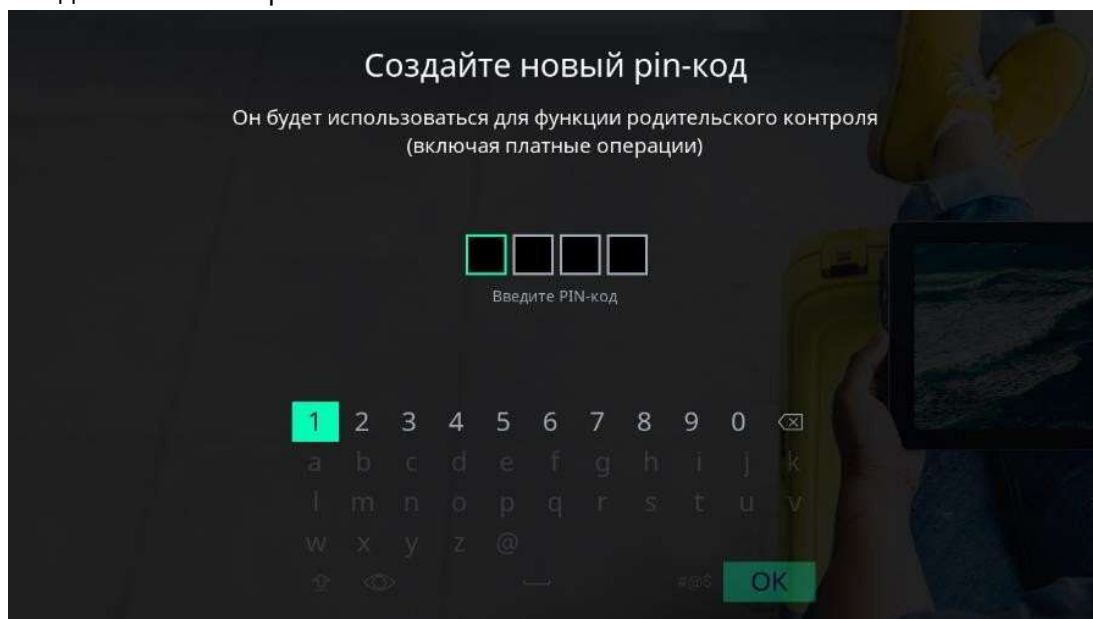 Создайте новый pin-код
Он будет использоваться для функции родительского контроля
(включая платные операции)
Введите PIN-код
1 2 3 4 5 6 7 8 9 0
a b c d e f g h i j k
l m n o p q r s t u v
w x y z @
#@$ OK